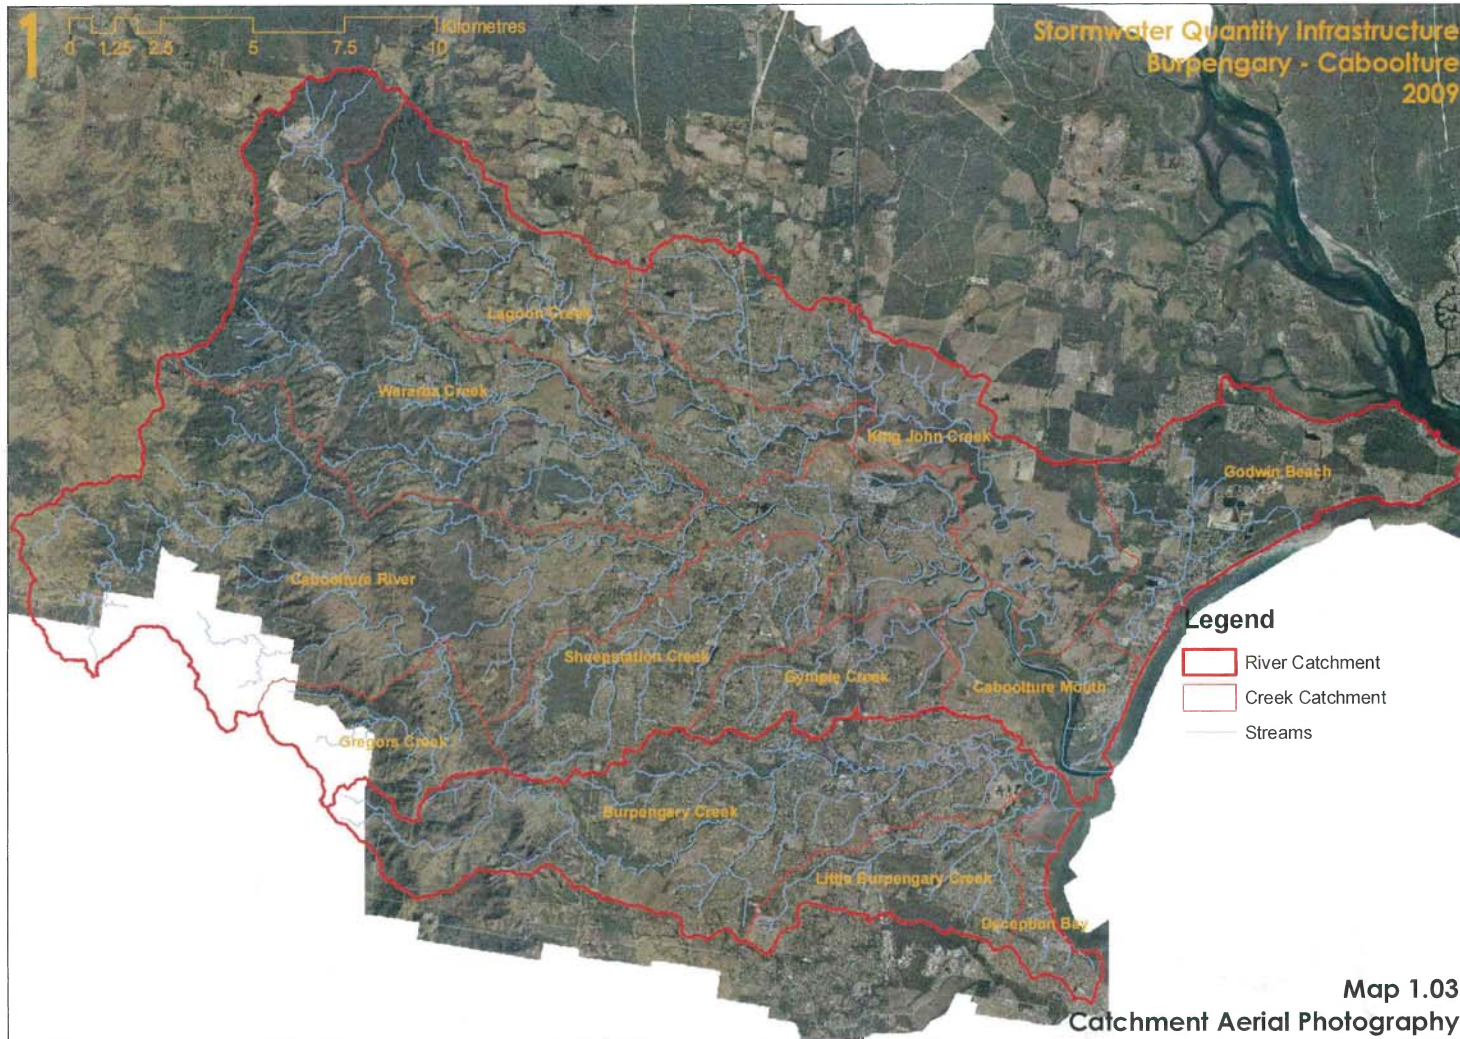 1
Kilometres
0 1.25 2.5 5 7.5 10
Stormwater Quantity Infrastructure
Burpengary - Caboolture
2009
Lagoon Creek
Wararba Creek
King John Creek
Godwin Beach
Caboolture River
Sheepstation Creek
Gympie Creek
Caboolture Mouth
Gregors Creek
Burpengary Creek
Little Burpengary Creek
Deception Bay
Legend
River Catchment
Creek Catchment
Streams
Map 1.03
Catchment Aerial Photography